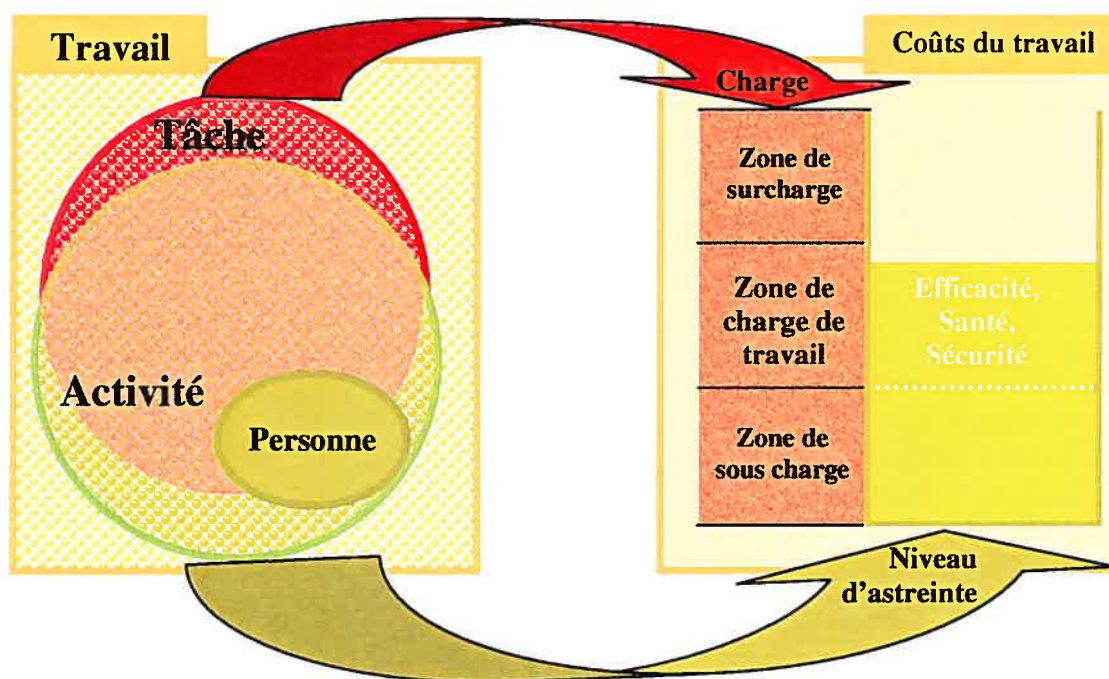 Travail
Tâche
Activité
Personne
Coûts du travail
Charge
Zone de
surcharge
Zone de
charge de
travail
Zone de
sous charge
Efficacité,
Santé,
Sécurité
Niveau
d’astreinte